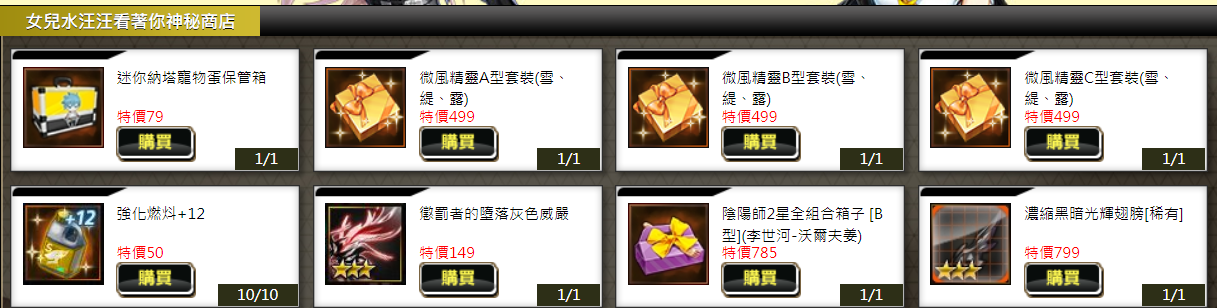 女兒水汪汪看著你神秘商店
迷你納塔寵物蛋保管箱
特價79
購買
1/1
微風精靈A型套裝(雪、
緹、露)
特價499
購買
1/1
微風精靈B型套裝(雪、
緹、露)
特價499
購買
1/1
微風精靈C型套裝(雪、
緹、露)
特價499
購買
1/1
+12
強化燃炓+12
特價50
購買
10/10
懲罰者的墮落灰色威嚴
特價149
購買
1/1
陰陽師2星全組合箱子 [B
型](李世河-沃爾夫姜)
特價785
購買
1/1
濃縮黑暗光輝翅膀[稀有]
特價799
購買
1/1